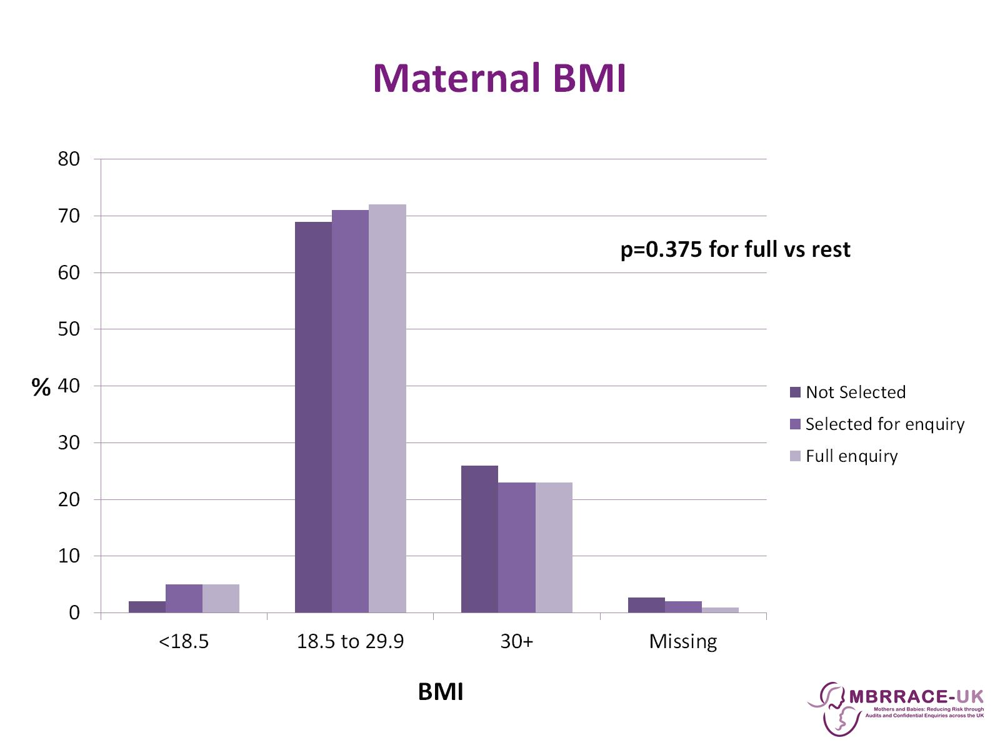 Maternal BMI
80
70
p=0.375 for full vs rest
60
50
% 40
Not Selected
Selected for enquiry
30
Full enquiry
20
10
0
<18.5 18.5 to 29.9 30+ Missing
BMI
MBRRACE-UK
Mothers and Babies: Reducing Risk through
Audits and Confidential Enquiries across the UK